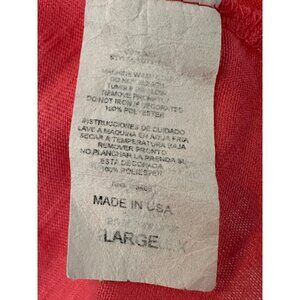 MACHINE WASH
DO NOT BLEACH
TUMBLE DRY LOW
REMOVE PROMPTLY
DO NOT IRON IF DECORATED
100% POLYESTER
INSTRUCCIONES DE CUIDADO
LAVE A MAQUINA EN AGUA
SECAR A TEMPERATURA BAJA
REMOVER PRONTO
NO PLANCHAR LA PRENDA SI
ESTA DECORADA
100% POLIESTER
MADE IN USA
LARGE